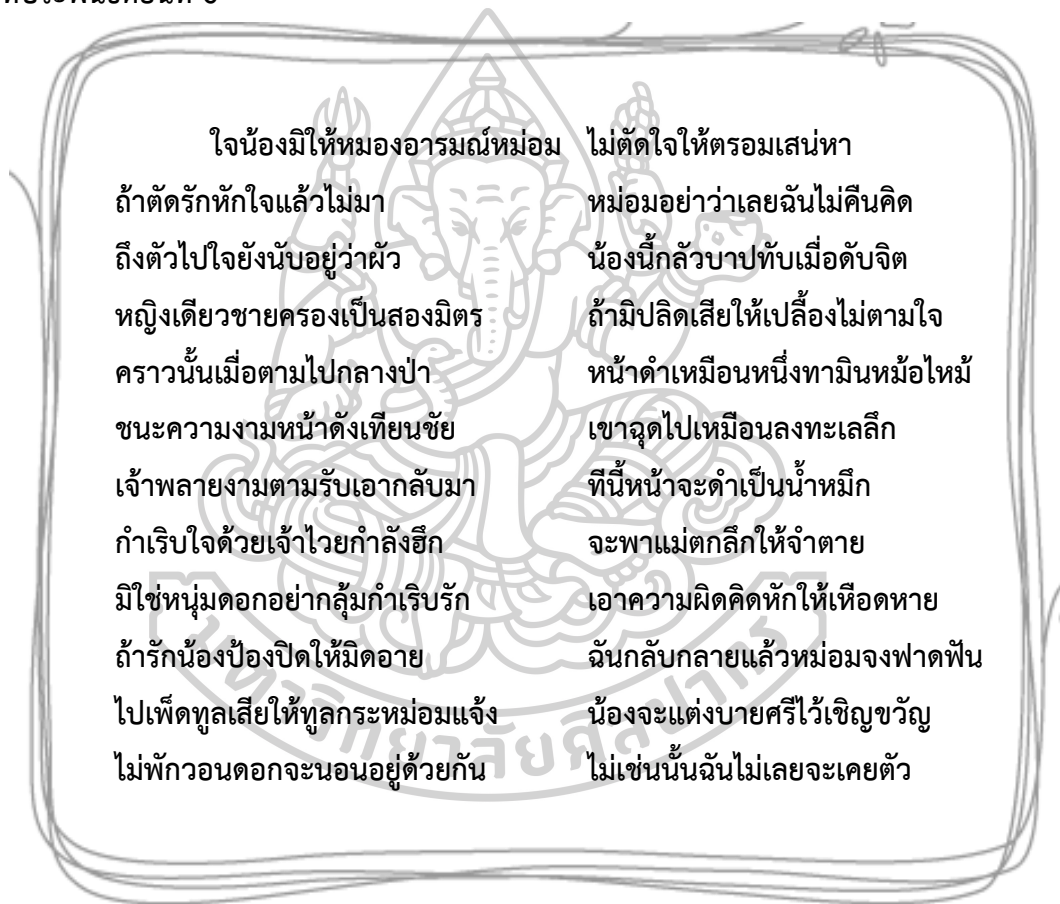 ใจน้องมิให้หมองอารมณ์หม่อม ไม่ตัดใจให้ตรอมเสน่หา
ถ้าตัดรักหักใจแล้วไม่มา หม่อมอย่าว่าเลยฉันไม่คืนคิด
ถึงตัวไปใจยังนับอยู่ว่าผัว น้องนี้กลัวบาปทับเมื่อดับจิต
หญิงเดียวชายครองเป็นสองมิตร ถ้ามิปลิดเสียให้เปลื้องไม่ตามใจ
คราวนั้นเมื่อตามไปกลางป่า หน้าดำเหมือนหนึ่งทามินหม้อไหม้
ชนะความงามหน้าดังเทียนชัย เขาฉุดไปเหมือนลงทะเลลึก
เจ้าพลายงามตามรับเอากลับมา ทีนี้หน้าจะดำเป็นน้ำหมึก
กำเริบใจด้วยเจ้าไวยกำลังฮึก จะพาแม่ตกลึกให้จำตาย
มิใช่หนุ่มดอกอย่ากลุ้มกำเริบรัก เอาความผิดคิดหักให้เหือดหาย
ถ้ารักน้องป้องปิดให้มิดอาย ฉันกลับกลายแล้วหม่อมจงฟาดฟัน
ไปเพ็ดทูลเสียให้ทูลกระหม่อมแจ้ง น้องจะแต่งบายศรีไว้เชิญขวัญ
ไม่พักวอนดอกจะนอนอยู่ด้วยกัน ไม่เช่นนั้นฉันไม่เลยจะเคยตัว
มหาวิทยาลัยศิลปากร